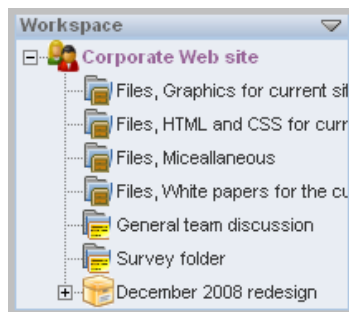 Workspace
Corporate Web site
Files, Graphics for current sit
Files, HTML and CSS for curr
Files, Miceallaneous
Files, White papers for the cu
General team discussion
Survey folder
December 2008 redesign